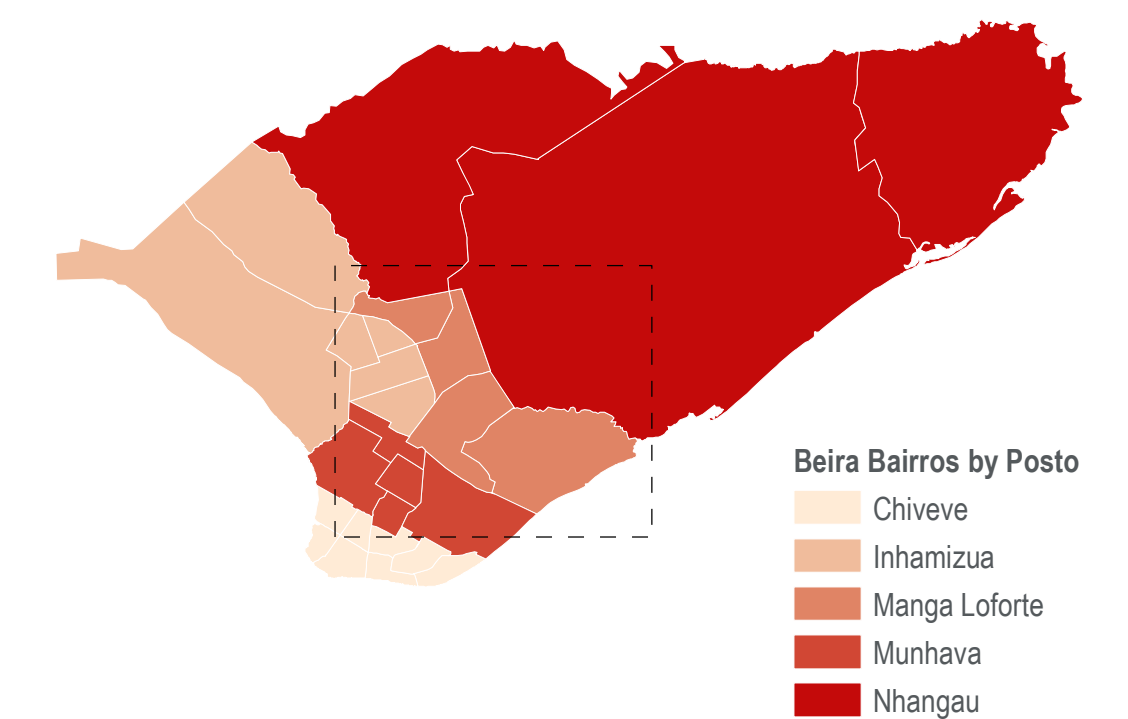 Beira Bairros by Posto
Chiveve
Inhamizua
Manga Loforte
Munhava
Nhangau